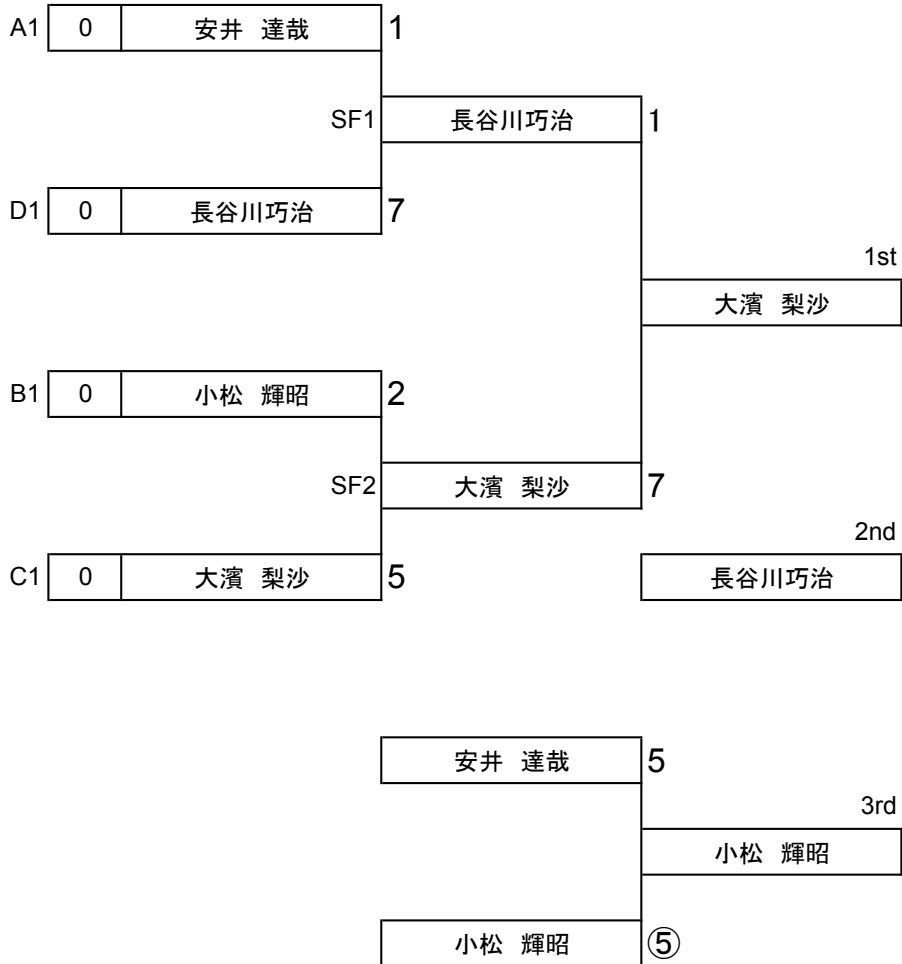 A1 0 安井 達哉 1
SF1 長谷川巧治 1
D1 0 長谷川巧治 7
1st
大濱 梨沙
B1 0 小松 輝昭 2
SF2 大濱 梨沙 7
2nd
C1 0 大濱 梨沙 5 長谷川巧治
安井 達哉 5
3rd
小松 輝昭
小松 輝昭 ⑤